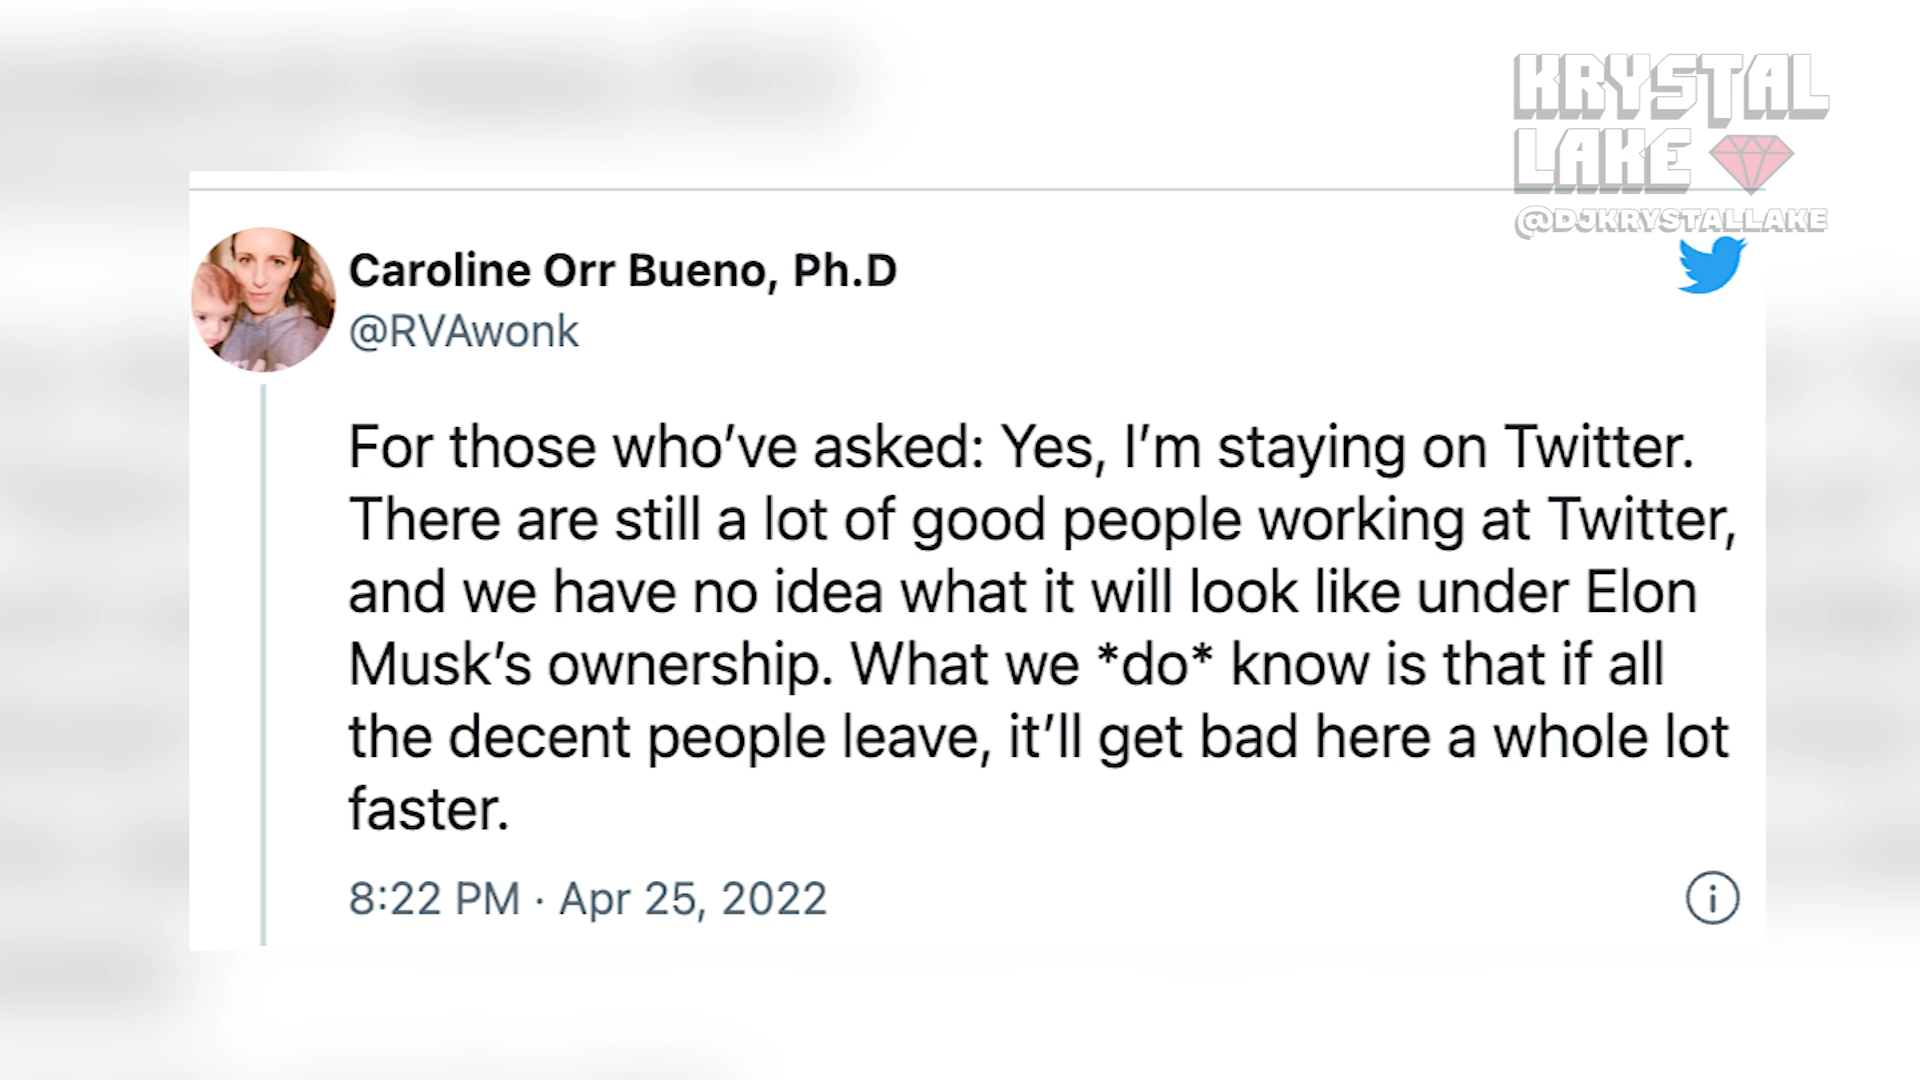 KRYSTAL
LAKE
@DJKRYSTALLAKE
Caroline Orr Bueno, Ph.D
@RVAwonk
For those who’ve asked: Yes, I’m staying on Twitter.
There are still a lot of good people working at Twitter,
and we have no idea what it will look like under Elon
Musk’s ownership. What we *do* know is that if all
the decent people leave, it’ll get bad here a whole lot
faster.
8:22 PM · Apr 25, 2022